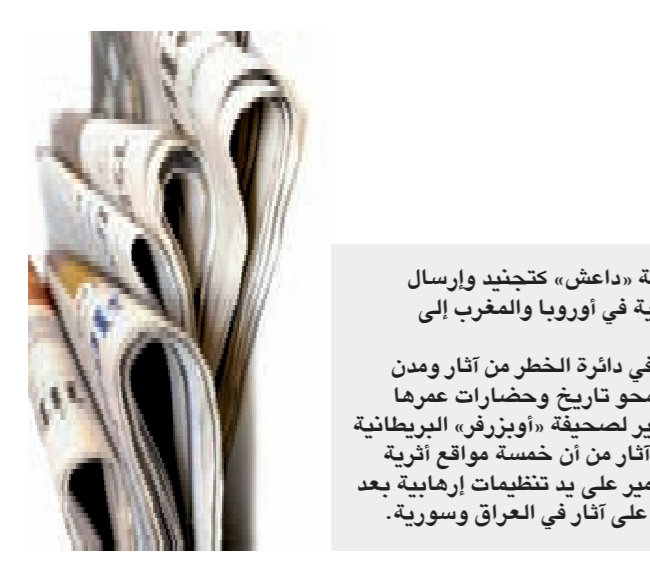 ة «داعش» كتجنيد وإرسال
ية في أوروبا والمغرب إلى
في دائرة الخطر من آثار ومدن
محو تاريخ وحضارات عمرها
ير لصحيفة «أوبزرفر» البريطانية
آثار من أن خمسة مواقع أثرية
مير على يد تنظيمات إرهابية بعد
على آثار في العراق وسورية.